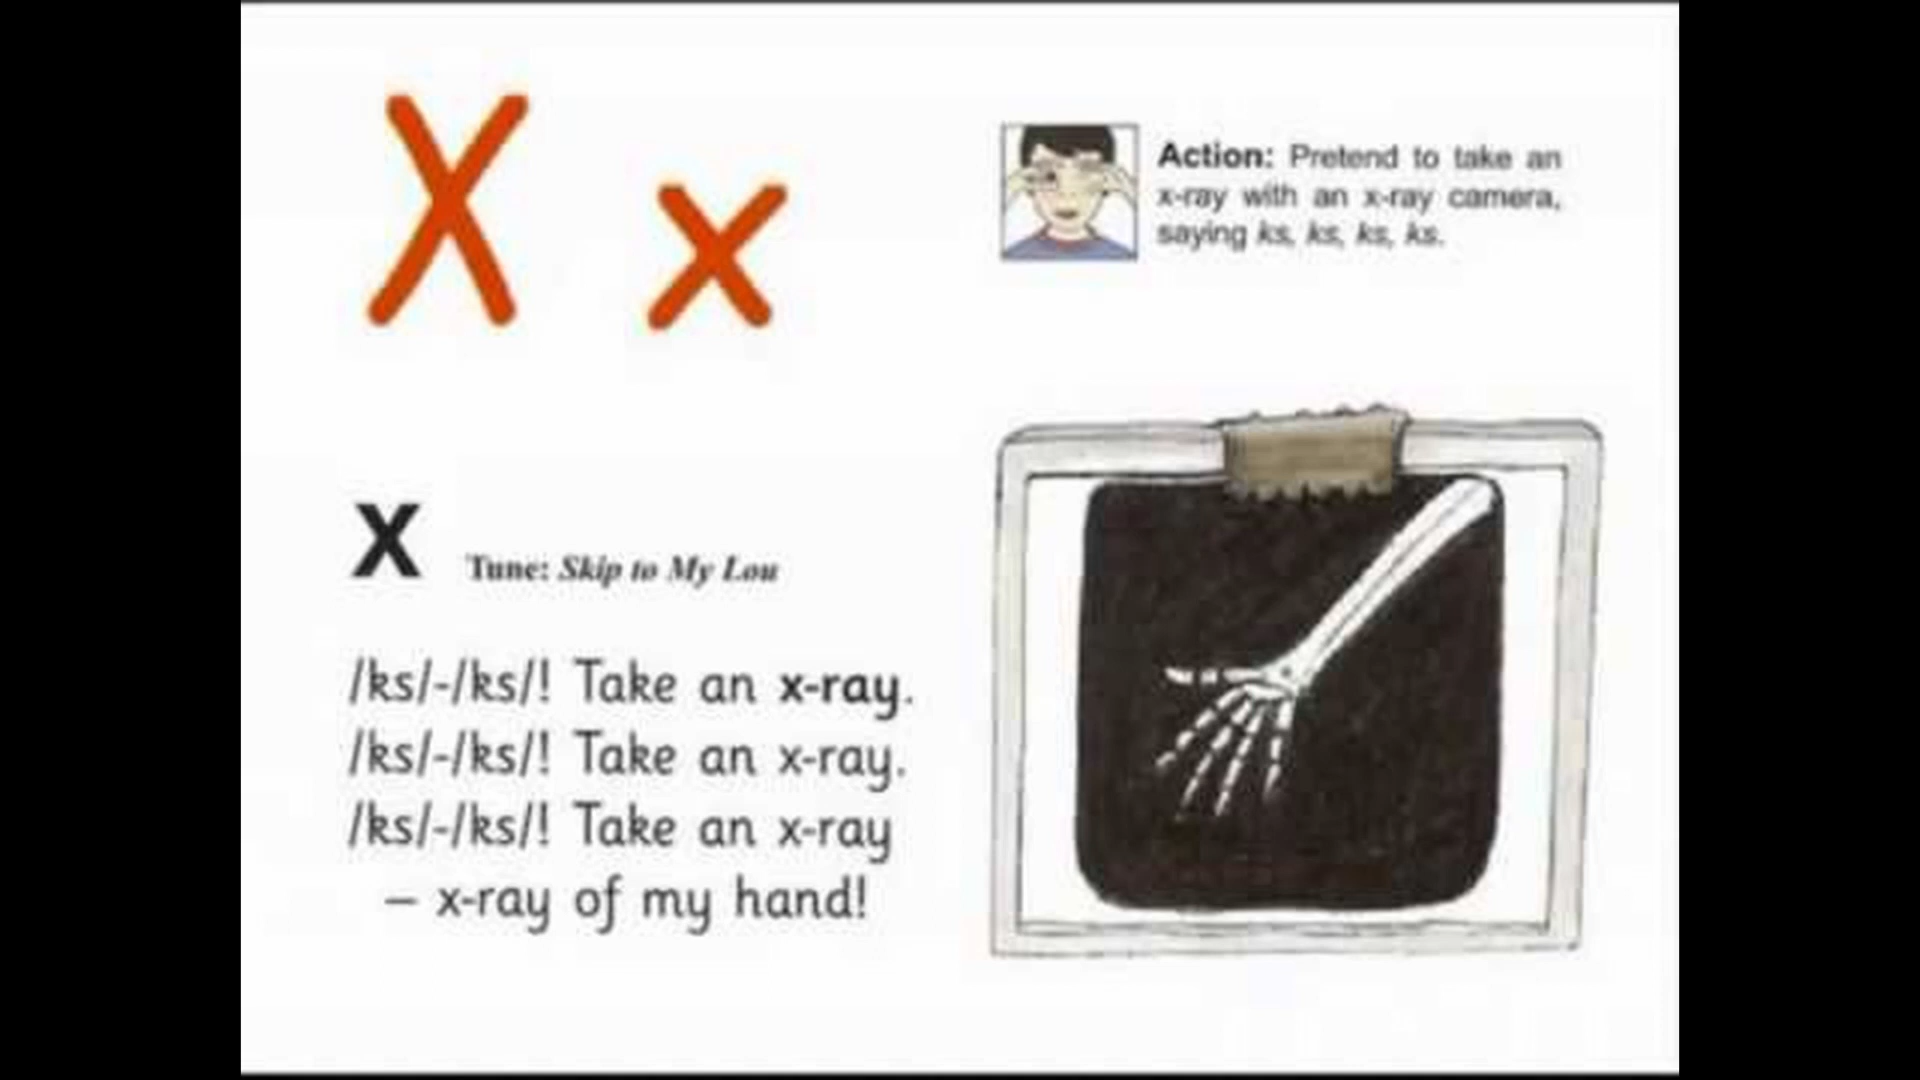 X x
Action: Pretend to take an
x-ray with an x-ray camera,
saying ks, ks, ks, ks.
x Tune: Skip to My Lou
/ks/-/ks/! Take an x-ray.
/ks/-/ks/! Take an x-ray.
/ks/-/ks/! Take an x-ray
– x-ray of my hand!